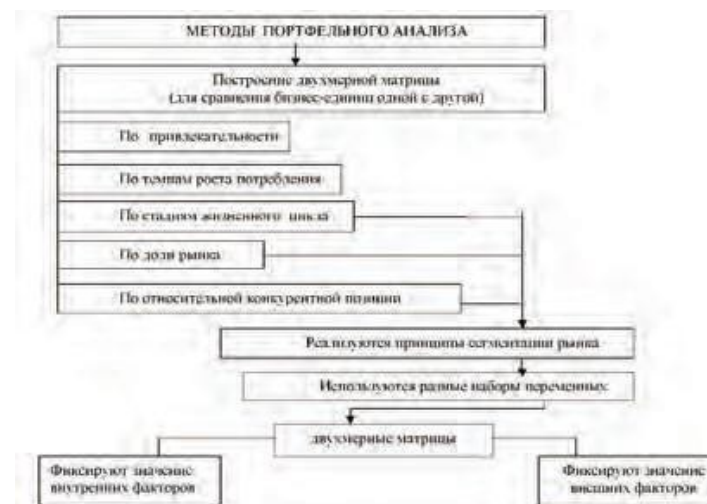 МЕТОДЫ ПОРТФЕЛЬНОГО АНАЛИЗА
Построение двухмерной матрицы
(для сравнения бизнес-единиц одной с другой)
По привлекательности
По темпам роста потребления
По стадиям жизненного цикла
По доли рынка
По относительной конкурентной позиции
Реализуются принципы сегментации рынка
Используются разные наборы переменных
двухмерные матрицы
Фиксируют значение
внутренних факторов
Фиксируют значение
внешних факторов